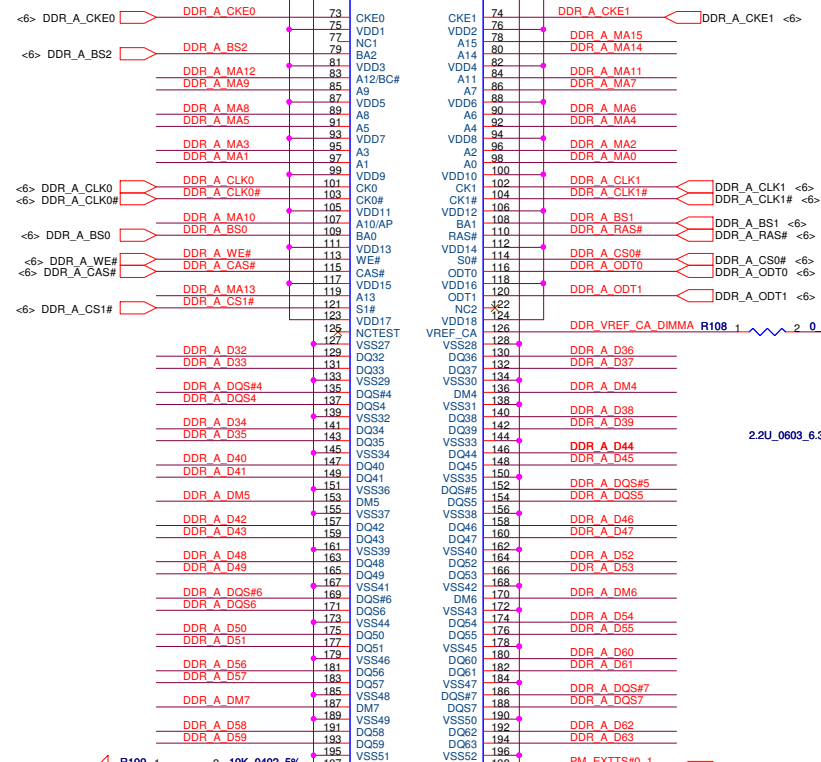 <6> DDR_A_CKE0 DDR_A_CKE0 73 CKE0 CKE1 74 DDR_A_CKE1 DDR_A_CKE1 <6>
75 VDD1 VDD2 76
77 NC1 A15 78 DDR_A_MA15
<6> DDR_A_BS2 DDR_A_BS2 79 BA2 A14 80 DDR_A_MA14
81 VDD3 VDD4 82
DDR_A_MA12 83 A12/BC# A11 84 DDR_A_MA11
DDR_A_MA9 85 A9 A7 86 DDR_A_MA7
87 VDD5 VDD6 88
DDR_A_MA8 89 A8 A6 90 DDR_A_MA6
DDR_A_MA5 91 A5 A4 92 DDR_A_MA4
93 VDD7 VDD8 94
DDR_A_MA3 95 A3 A2 96 DDR_A_MA2
DDR_A_MA1 97 A1 A0 98 DDR_A_MA0
99 VDD9 VDD10 100
<6> DDR_A_CLK0 DDR_A_CLK0 101 CK0 CK1 102 DDR_A_CLK1 DDR_A_CLK1 <6>
<6> DDR_A_CLK0# DDR_A_CLK0# 103 CK0# CK1# 104 DDR_A_CLK1# DDR_A_CLK1# <6>
105 VDD11 VDD12 106
DDR_A_MA10 107 A10/AP BA1 108 DDR_A_BS1 DDR_A_BS1 <6>
<6> DDR_A_BS0 DDR_A_BS0 109 BA0 RAS# 110 DDR_A_RAS# DDR_A_RAS# <6>
111 VDD13 VDD14 112
<6> DDR_A_WE# DDR_A_WE# 113 WE# S0# 114 DDR_A_CS0# DDR_A_CS0# <6>
<6> DDR_A_CAS# DDR_A_CAS# 115 CAS# ODT0 116 DDR_A_ODT0 DDR_A_ODT0 <6>
117 VDD15 VDD16 118
DDR_A_MA13 119 A13 ODT1 120 DDR_A_ODT1 DDR_A_ODT1 <6>
<6> DDR_A_CS1# DDR_A_CS1# 121 S1# NC2 122
123 VDD17 VDD18 124
125 NCTEST VREF_CA 126 DDR_VREF_CA_DIMMA R108 1 2 0
127 VSS27 VSS28 128
DDR_A_D32 129 DQ32 DQ36 130 DDR_A_D36
DDR_A_D33 131 DQ33 DQ37 132 DDR_A_D37
133 VSS29 VSS30 134
DDR_A_DQS#4 135 DQS#4 DM4 136 DDR_A_DM4
DDR_A_DQS4 137 DQS4 VSS31 138
139 VSS32 DQ38 140 DDR_A_D38
DDR_A_D34 141 DQ34 DQ39 142 DDR_A_D39
DDR_A_D35 143 DQ35 VSS33 144 2.2U_0603_6.3
145 VSS34 DQ44 146 DDR_A_D44
DDR_A_D40 147 DQ40 DQ45 148 DDR_A_D45
DDR_A_D41 149 DQ41 VSS35 150
151 VSS36 DQS#5 152 DDR_A_DQS#5
DDR_A_DM5 153 DM5 DQS5 154 DDR_A_DQS5
155 VSS37 VSS38 156
DDR_A_D42 157 DQ42 DQ46 158 DDR_A_D46
DDR_A_D43 159 DQ43 DQ47 160 DDR_A_D47
161 VSS39 VSS40 162
DDR_A_D48 163 DQ48 DQ52 164 DDR_A_D52
DDR_A_D49 165 DQ49 DQ53 166 DDR_A_D53
167 VSS41 VSS42 168
DDR_A_DQS#6 169 DQS#6 DM6 170 DDR_A_DM6
DDR_A_DQS6 171 DQS6 VSS43 172
173 VSS44 DQ54 174 DDR_A_D54
DDR_A_D50 175 DQ50 DQ55 176 DDR_A_D55
DDR_A_D51 177 DQ51 VSS45 178
179 VSS46 DQ60 180 DDR_A_D60
DDR_A_D56 181 DQ56 DQ61 182 DDR_A_D61
DDR_A_D57 183 DQ57 VSS47 184
185 VSS48 DQS#7 186 DDR_A_DQS#7
DDR_A_DM7 187 DM7 DQS7 188 DDR_A_DQS7
189 VSS49 VSS50 190
DDR_A_D58 191 DQ58 DQ62 192 DDR_A_D62
DDR_A_D59 193 DQ59 DQ63 194 DDR_A_D63
195 VSS51 VSS52 196
R109 1 2 10K_0402_5% 197 198 PM_EXTTS#0_1